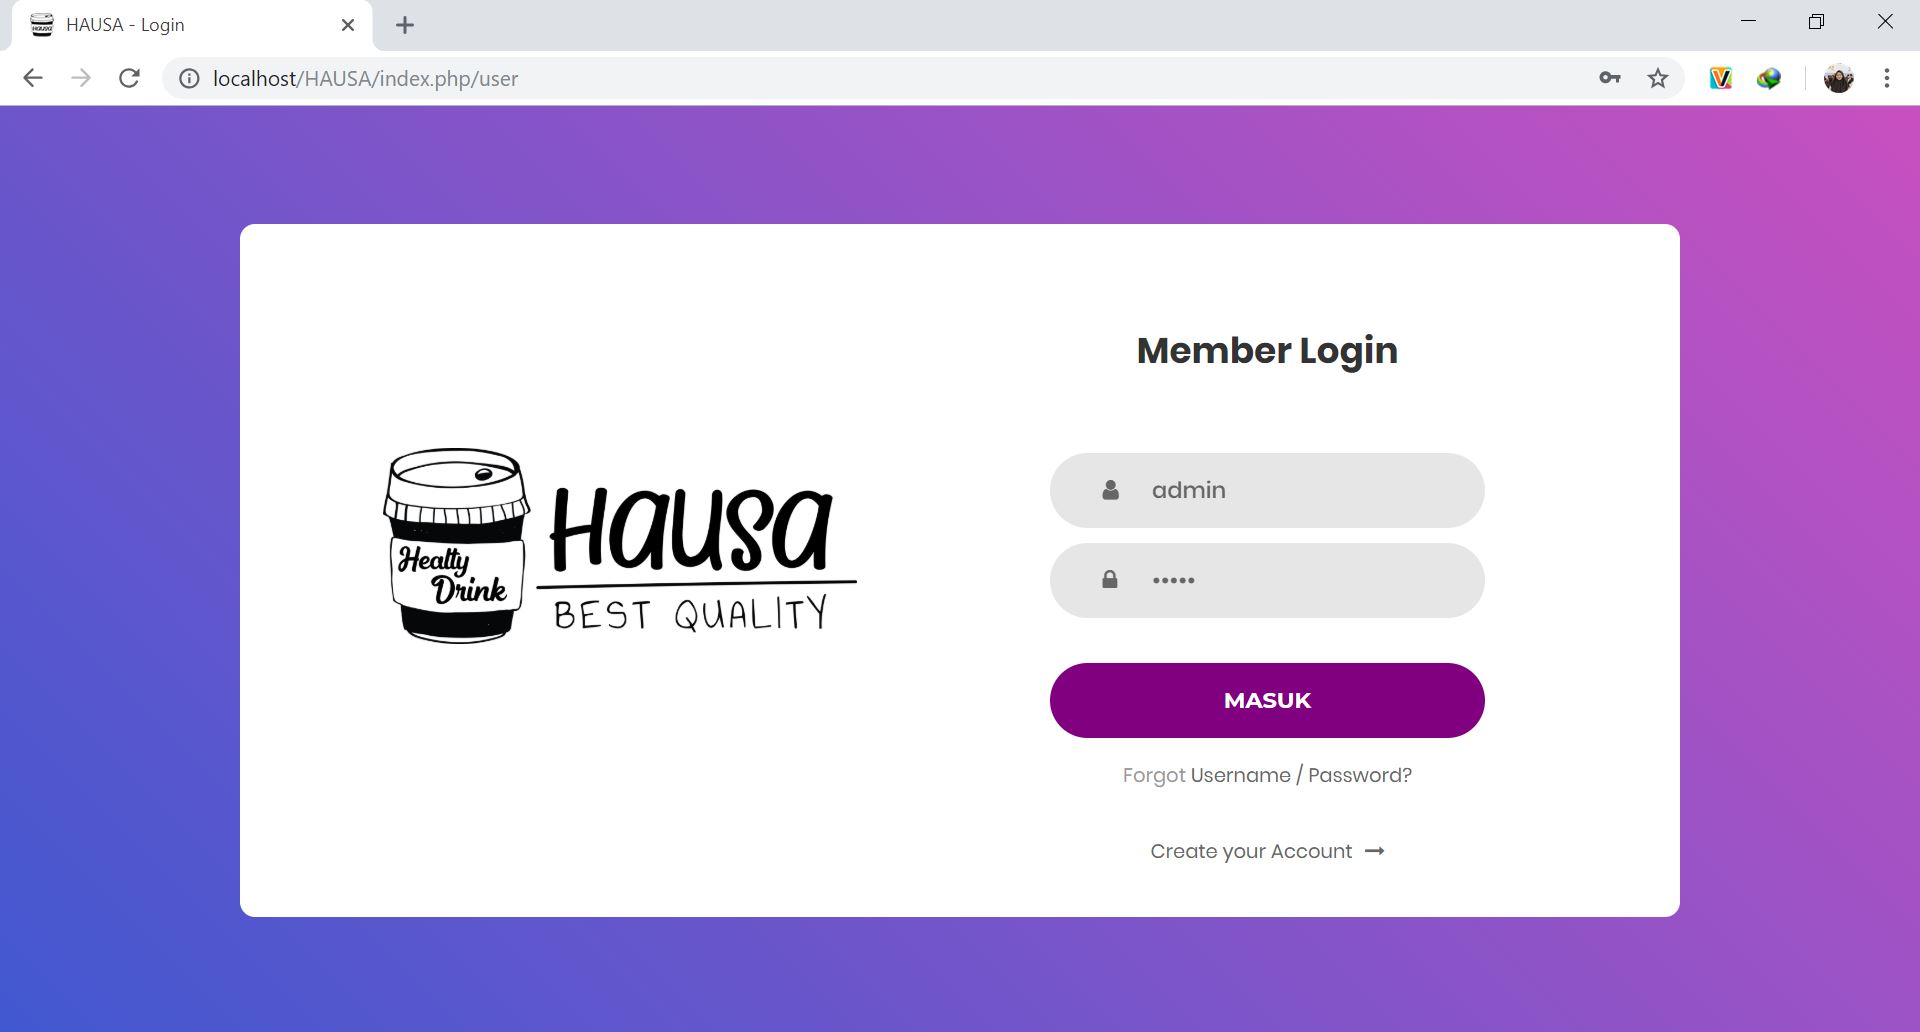 HAUSA - Login
localhost/HAUSA/index.php/user
Member Login
admin
•••••
Healty
Drink
Hausa
BEST QUALITY
MASUK
Forgot Username / Password?
Create your Account